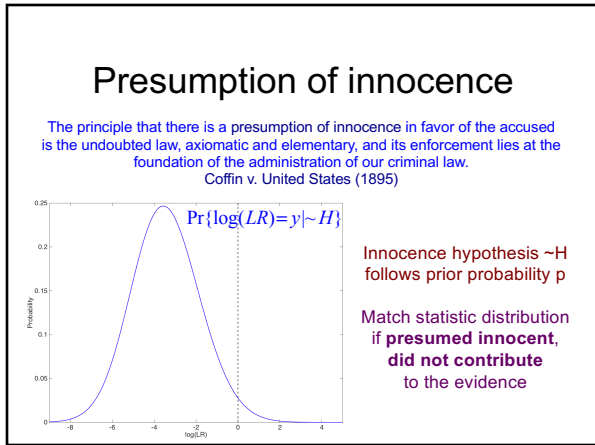 Presumption of innocence
The principle that there is a presumption of innocence in favor of the accused
is the undoubted law, axiomatic and elementary, and its enforcement lies at the
foundation of the administration of our criminal law.
Coffin v. United States (1895)
Pr{log(LR)=y|~H}
0.25
0.2
0.15
0.1
0.05
0
Probability
-8
-6
-4
-2
0
2
4
log(LR)
Innocence hypothesis ~H
follows prior probability p
Match statistic distribution
if presumed innocent,
did not contribute
to the evidence